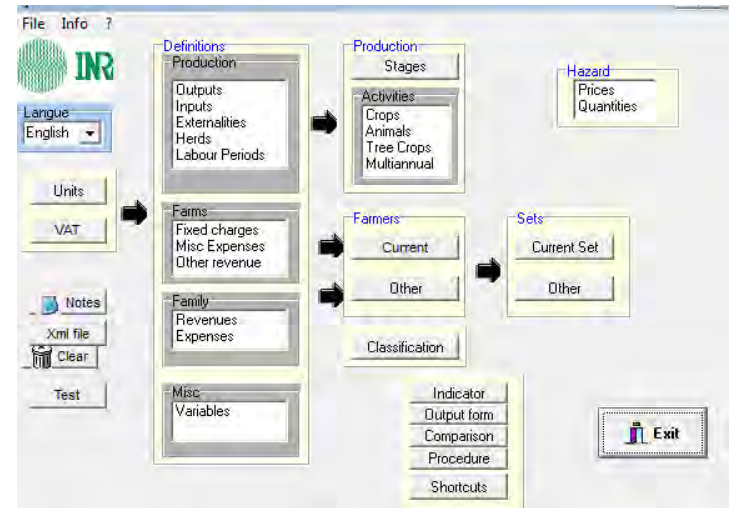 File Info ?
INR
Langue
English
Units
VAT
Notes
Xml file
Clear
Test
Definitions
Production
Outputs
Inputs
Externalities
Herds
Labour Periods
Farms
Fixed charges
Misc Expenses
Other revenue
Family
Revenues
Expenses
Misc
Variables
Production
Stages
Activities
Crops
Animals
Tree Crops
Multiannual
Farmers
Current
Other
Classification
Hazard
Prices
Quantities
Sets
Current Set
Other
Indicator
Output form
Comparison
Procedure
Shortcuts
Exit